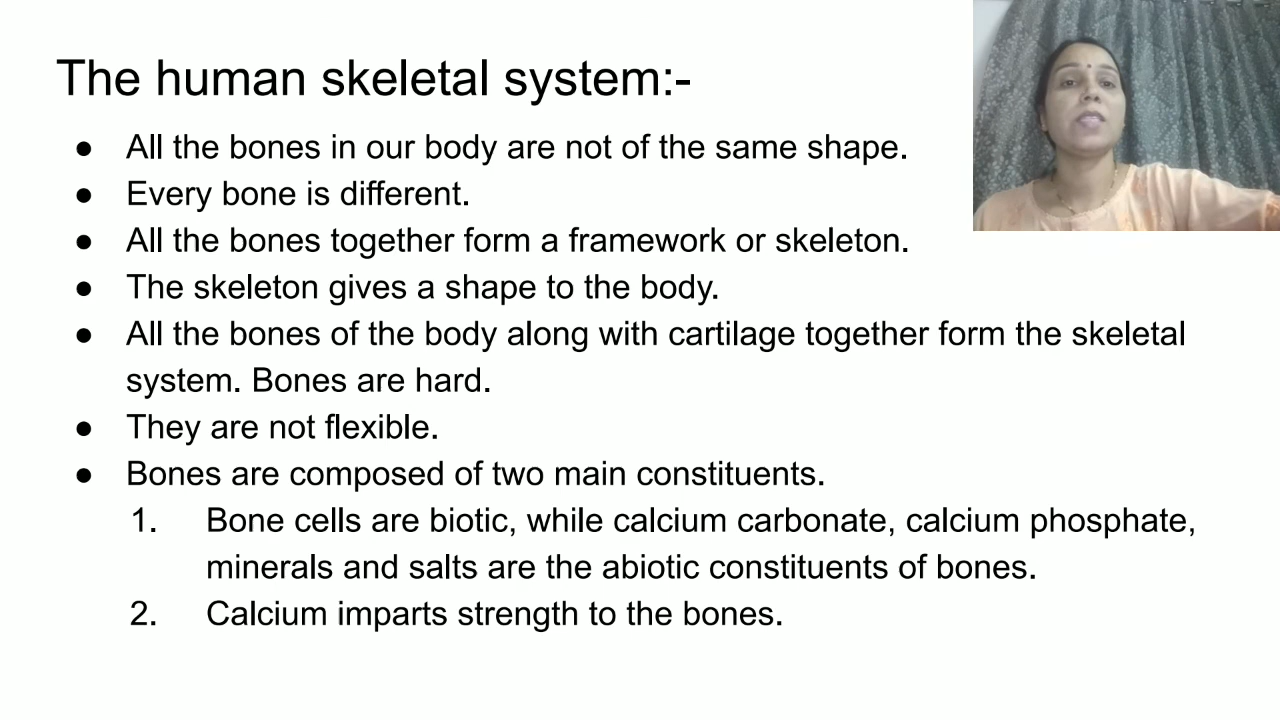 The human skeletal system:-
● All the bones in our body are not of the same shape.
● Every bone is different.
● All the bones together form a framework or skeleton.
● The skeleton gives a shape to the body.
● All the bones of the body along with cartilage together form the skeletal
system. Bones are hard.
● They are not flexible.
● Bones are composed of two main constituents.
1. Bone cells are biotic, while calcium carbonate, calcium phosphate,
minerals and salts are the abiotic constituents of bones.
2. Calcium imparts strength to the bones.